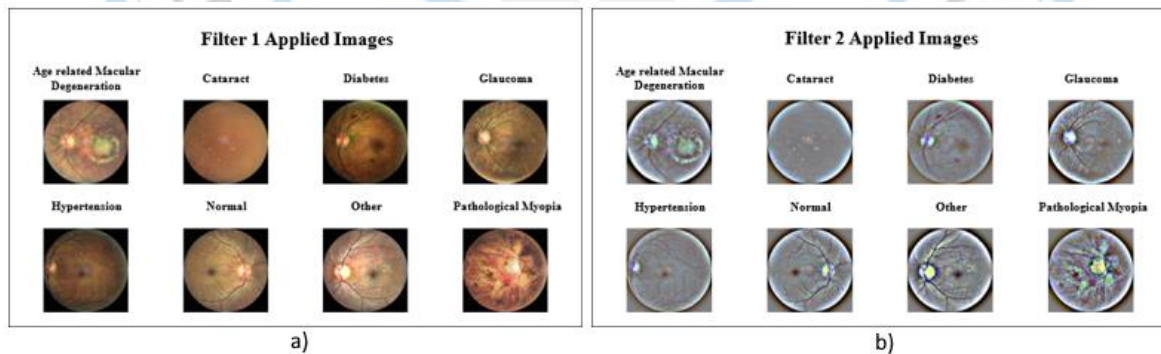 Filter 1 Applied Images
Age related Macular
Degeneration
Cataract
Diabetes
Glaucoma
Hypertension
Normal
Other
Pathological Myopia
a)
Filter 2 Applied Images
Age related Macular
Degeneration
Cataract
Diabetes
Glaucoma
Hypertension
Normal
Other
Pathological Myopia
b)